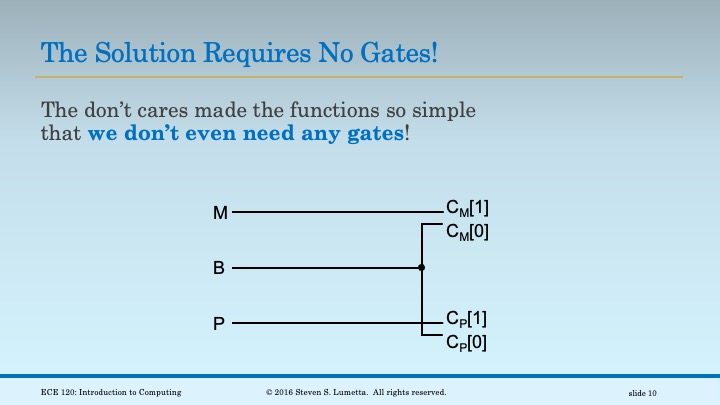 The Solution Requires No Gates!
The don’t cares made the functions so simple
that we don’t even need any gates!
M
C_M[1]
C_M[0]
B
P
C_P[1]
C_P[0]
ECE 120: Introduction to Computing
© 2016 Steven S. Lumetta. All rights reserved.
slide 10